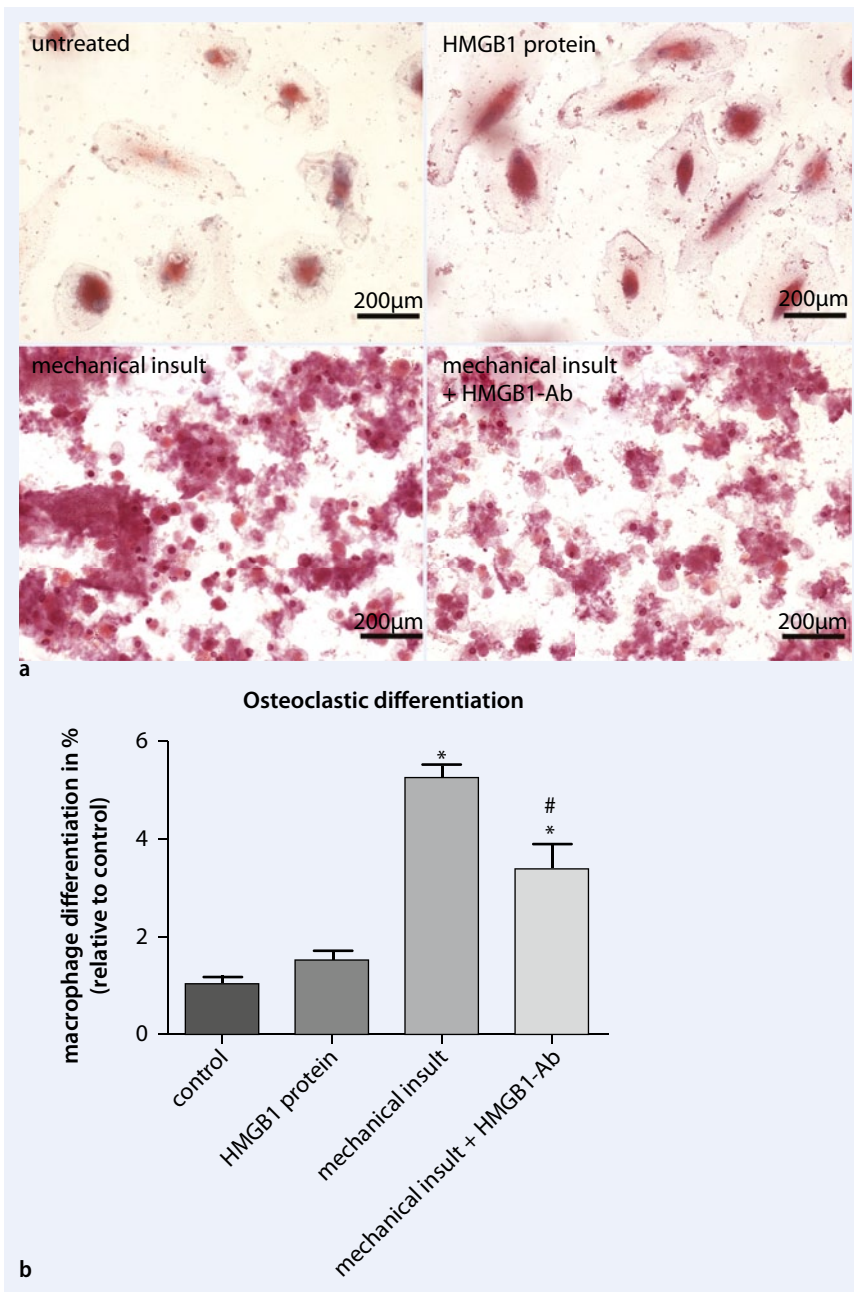 untreated
HMGB1 protein
200µm
200µm
mechanical insult
mechanical insult
+ HMGB1-Ab
200µm
200µm
a
Osteoclastic differentiation
macrophage differentiation in %
(relative to control)
6
4
2
0
*
#
*
control
HMGB1 protein
mechanical insult
mechanical insult + HMGB1-Ab
b